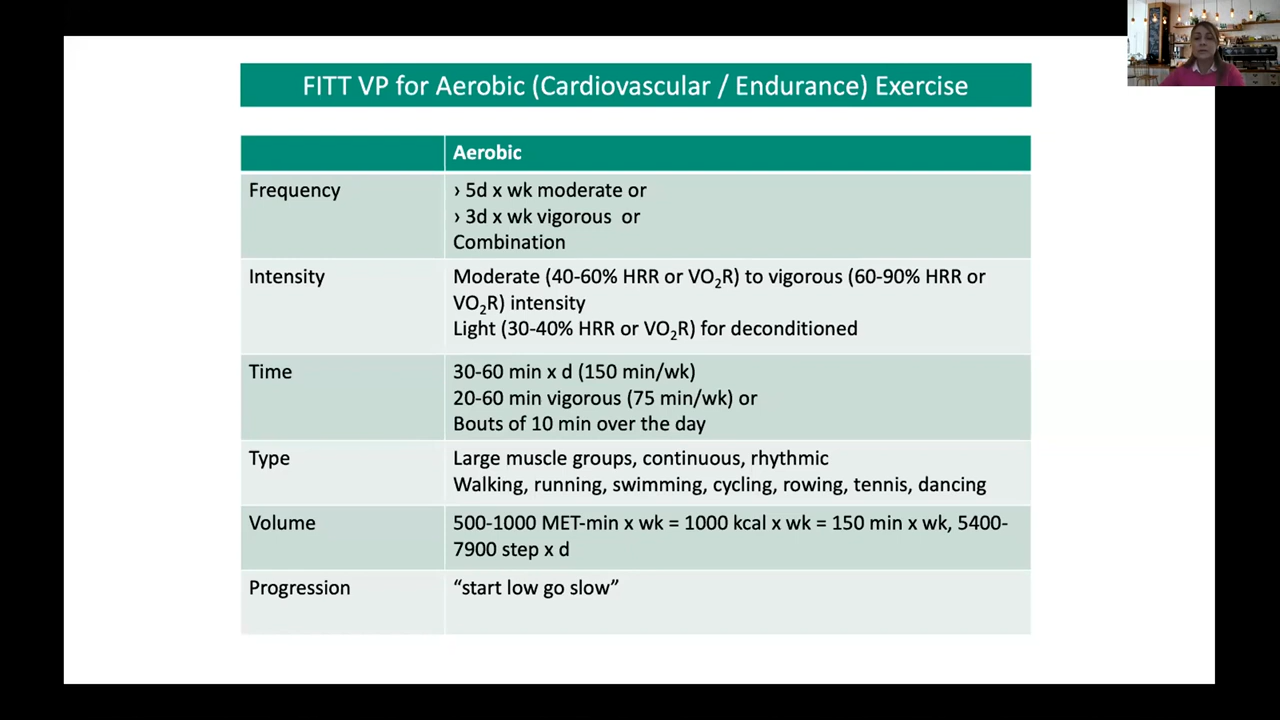 FITT VP for Aerobic (Cardiovascular / Endurance) Exercise
Aerobic
Frequency
› 5d x wk moderate or
› 3d x wk vigorous or
Combination
Intensity
Moderate (40-60% HRR or VO₂R) to vigorous (60-90% HRR or
VO₂R) intensity
Light (30-40% HRR or VO₂R) for deconditioned
Time
30-60 min x d (150 min/wk)
20-60 min vigorous (75 min/wk) or
Bouts of 10 min over the day
Type
Large muscle groups, continuous, rhythmic
Walking, running, swimming, cycling, rowing, tennis, dancing
Volume
500-1000 MET-min x wk = 1000 kcal x wk = 150 min x wk, 5400-
7900 step x d
Progression
“start low go slow”